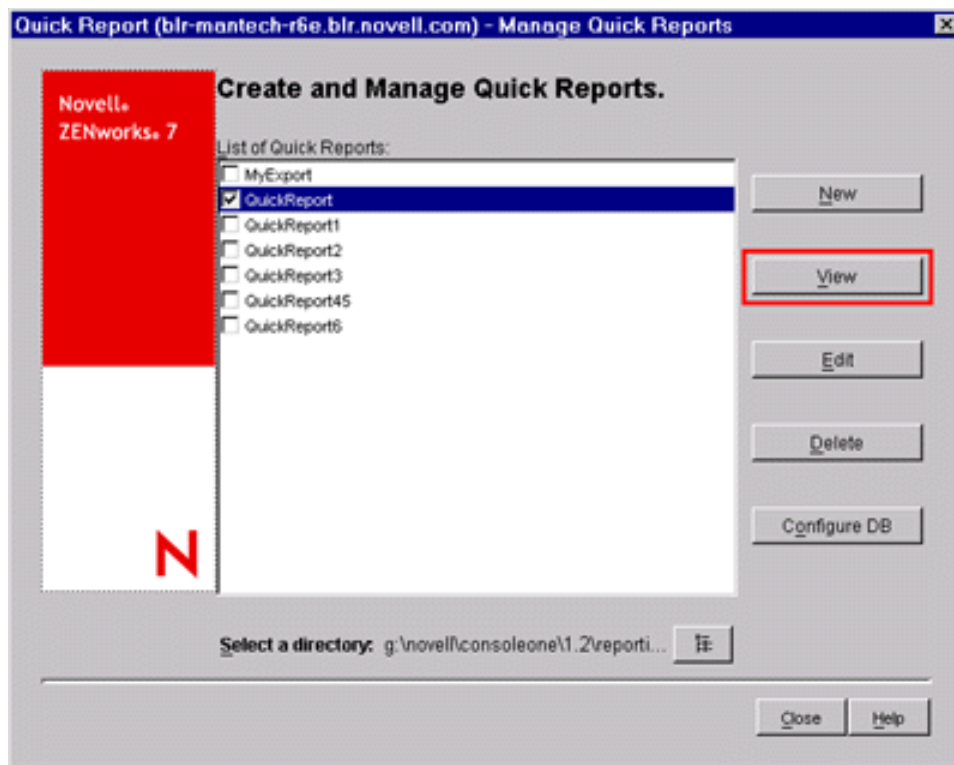 Quick Report (blr-mantech-r6e.blr.novell.com) - Manage Quick Reports
Novell®
ZENworks® 7
Create and Manage Quick Reports.
List of Quick Reports:
MyExport
QuickReport
QuickReport1
QuickReport2
QuickReport3
QuickReport45
QuickReport6
New
View
Edit
Delete
Configure DB
N
Select a directory: g:\novell\consoleone\1.2\reporti...
Close
Help